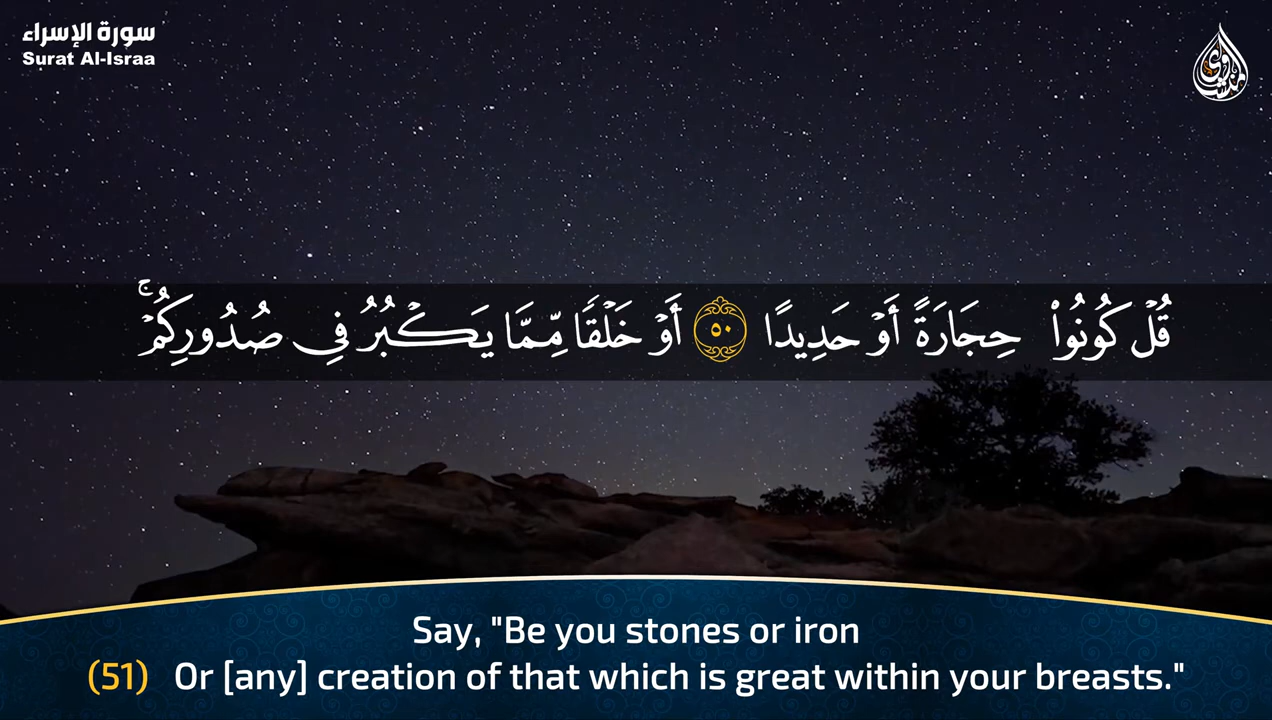 سورة الإسراء
Surat Al-Israa
منشاوي
قُلْ كُونُوا۟ حِجَارَةً أَوْ حَدِيدًا ٥٠ أَوْ خَلْقًا مِّمَّا يَكْبُرُ فِى صُدُورِكُمْ ۚ
Say, "Be you stones or iron
(51) Or [any] creation of that which is great within your breasts."